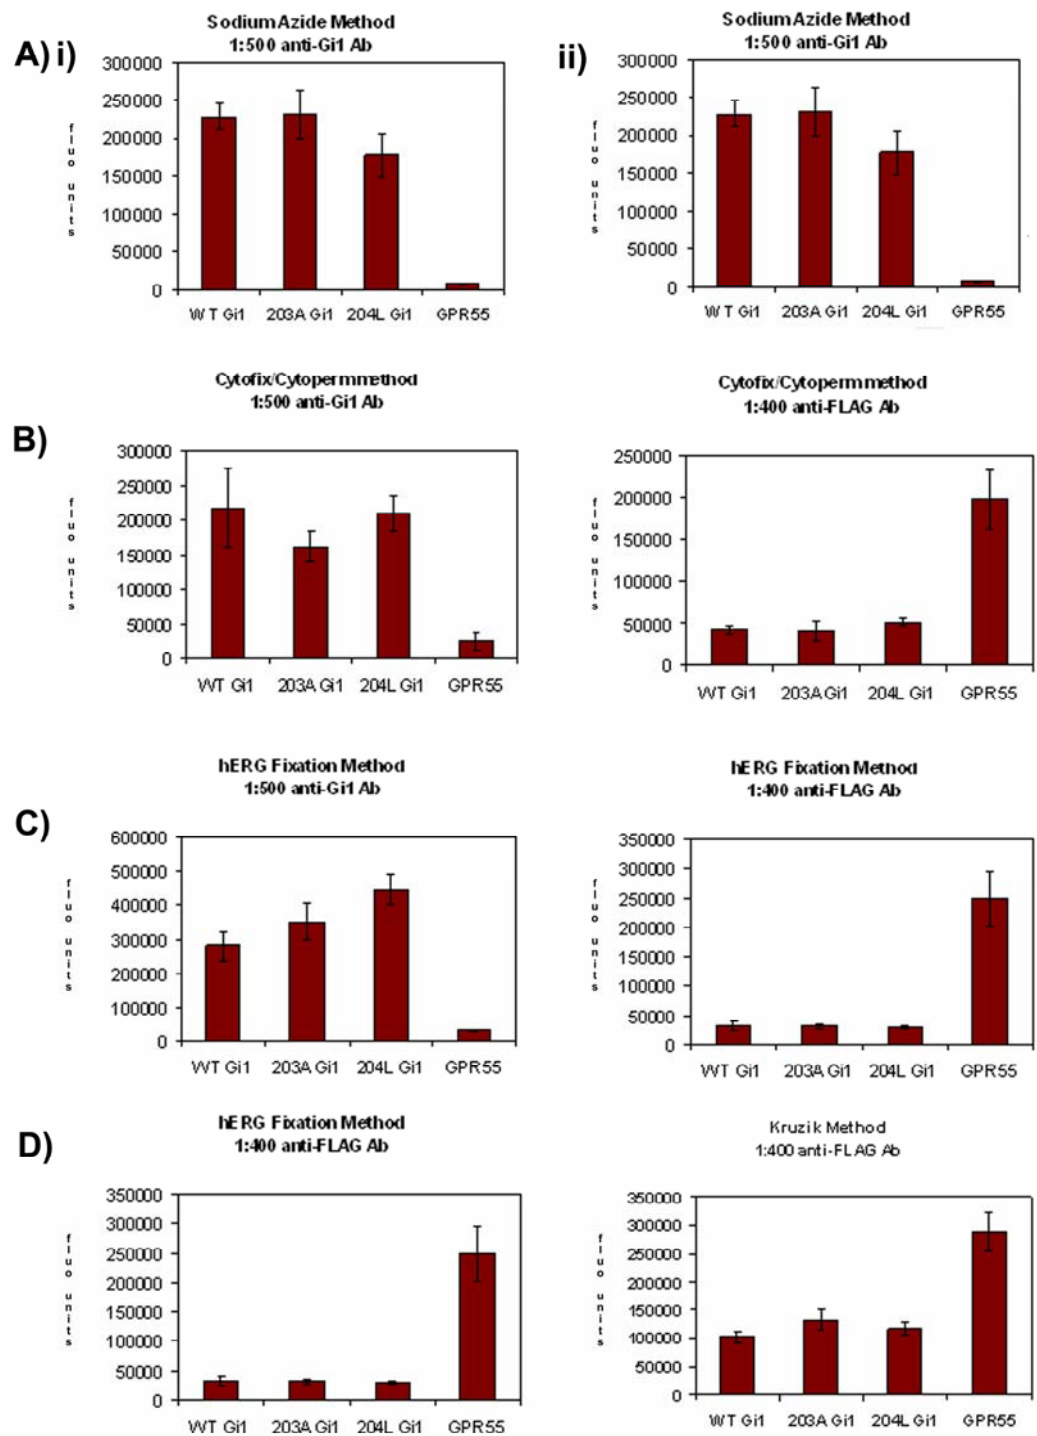 Sodium Azide Method
1:500 anti-Gi1 Ab
A) i)
300000
250000
200000
150000
100000
50000
0
fluo units
WT Gi1 203A Gi1 204L Gi1 GPR55
Sodium Azide Method
1:500 anti-Gi1 Ab
ii)
300000
250000
200000
150000
100000
50000
0
fluo units
WT Gi1 203A Gi1 204L Gi1 GPR55
Cytofix/Cytopermmethod
1:500 anti-Gi1 Ab
B)
300000
250000
200000
150000
100000
50000
0
fluo units
WT Gi1 203A Gi1 204L Gi1 GPR55
Cytofix/Cytopermmethod
1:400 anti-FLAG Ab
250000
200000
150000
100000
50000
0
fluo units
WT Gi1 203A Gi1 204L Gi1 GPR55
hERG Fixation Method
1:500 anti-Gi1 Ab
C)
600000
500000
400000
300000
200000
100000
0
fluo units
WT Gi1 203A Gi1 204L Gi1 GPR55
hERG Fixation Method
1:400 anti-FLAG Ab
350000
300000
250000
200000
150000
100000
50000
0
fluo units
WT Gi1 203A Gi1 204L Gi1 GPR55
hERG Fixation Method
1:400 anti-FLAG Ab
D)
350000
300000
250000
200000
150000
100000
50000
0
fluo units
WT Gi1 203A Gi1 204L Gi1 GPR55
Kruzik Method
1:400 anti-FLAG Ab
350000
300000
250000
200000
150000
100000
50000
0
fluo units
WT Gi1 203A Gi1 204L Gi1 GPR55